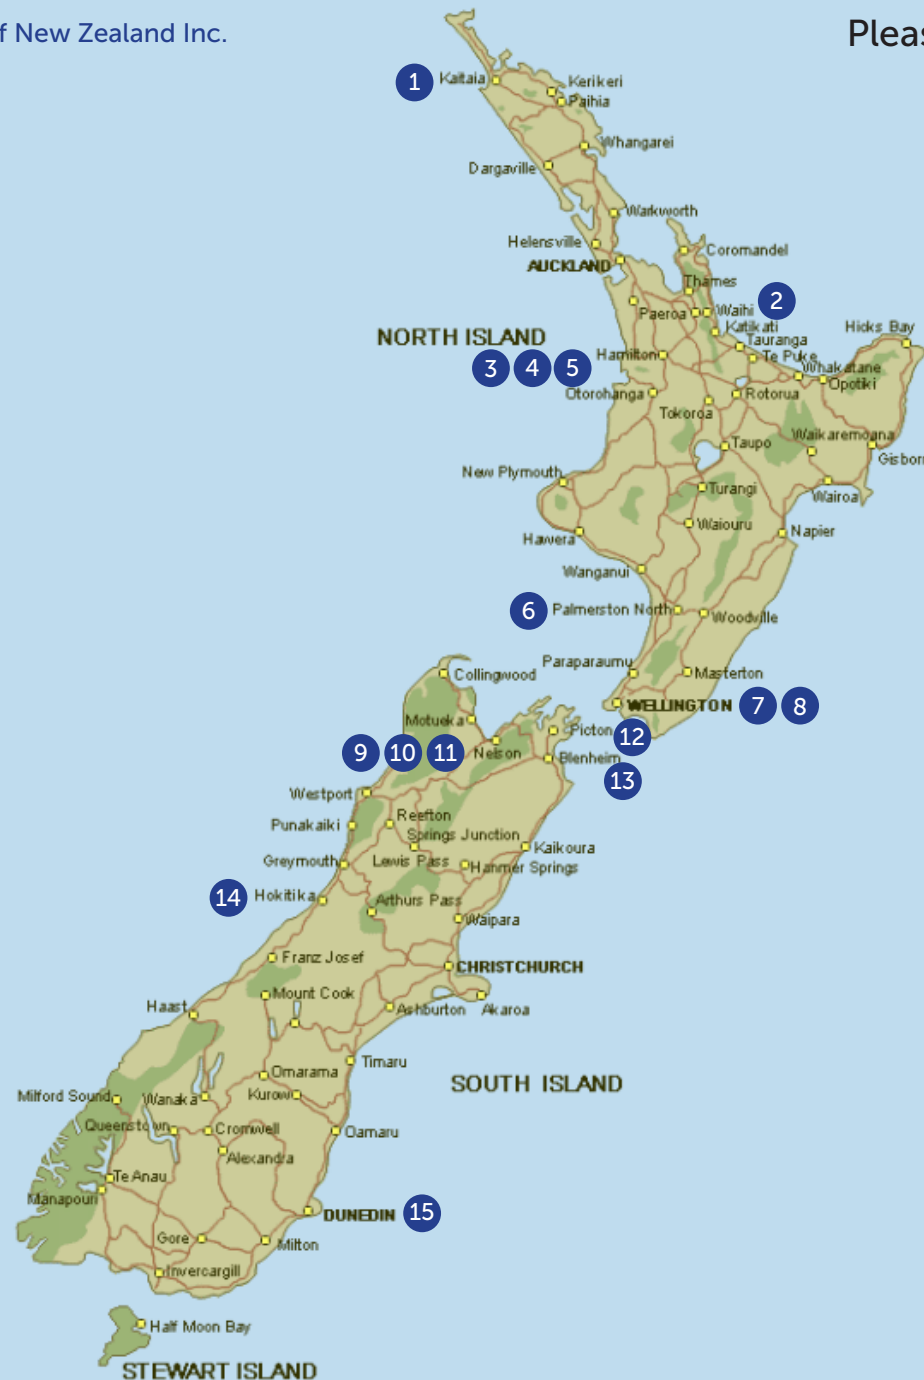 f New Zealand Inc.
Pleas
1 Kaitaia
Kerikeri
Paihia
Whangarei
Dargaville
Warkworth
Helensville
Coromandel
AUCKLAND
Thames
Paeroa
Waihi 2
Katikati
Hicks Bay
NORTH ISLAND
Tauranga
Hamilton
Te Puke
3 4 5
Whakatane
Opotiki
Otorohanga
Rotorua
Tokoroa
Waikaremoana
Taupo
Gisborn
New Plymouth
Turangi
Wairoa
Waiouru
Napier
Hawera
Wanganui
6 Palmerston North
Woodville
Paraparaumu
Masterton
Collingwood
WELLINGTON 7 8
Motueka
Picton 12
9 10 11
Nelson
Blenheim
13
Westport
Reefton
Punakaiki
Springs Junction
Kaikoura
Greymouth
Lewis Pass
Hanmer Springs
14 Hokitika
Arthurs Pass
Waipara
Franz Josef
CHRISTCHURCH
Mount Cook
Haast
Ashburton
Akaroa
Timaru
Omarama
SOUTH ISLAND
Kurow
Milford Sound
Wanaka
Queenstown
Cromwell
Oamaru
Alexandra
Te Anau
Manapouri
DUNEDIN 15
Gore
Milton
Invercargill
Half Moon Bay
STEWART ISLAND